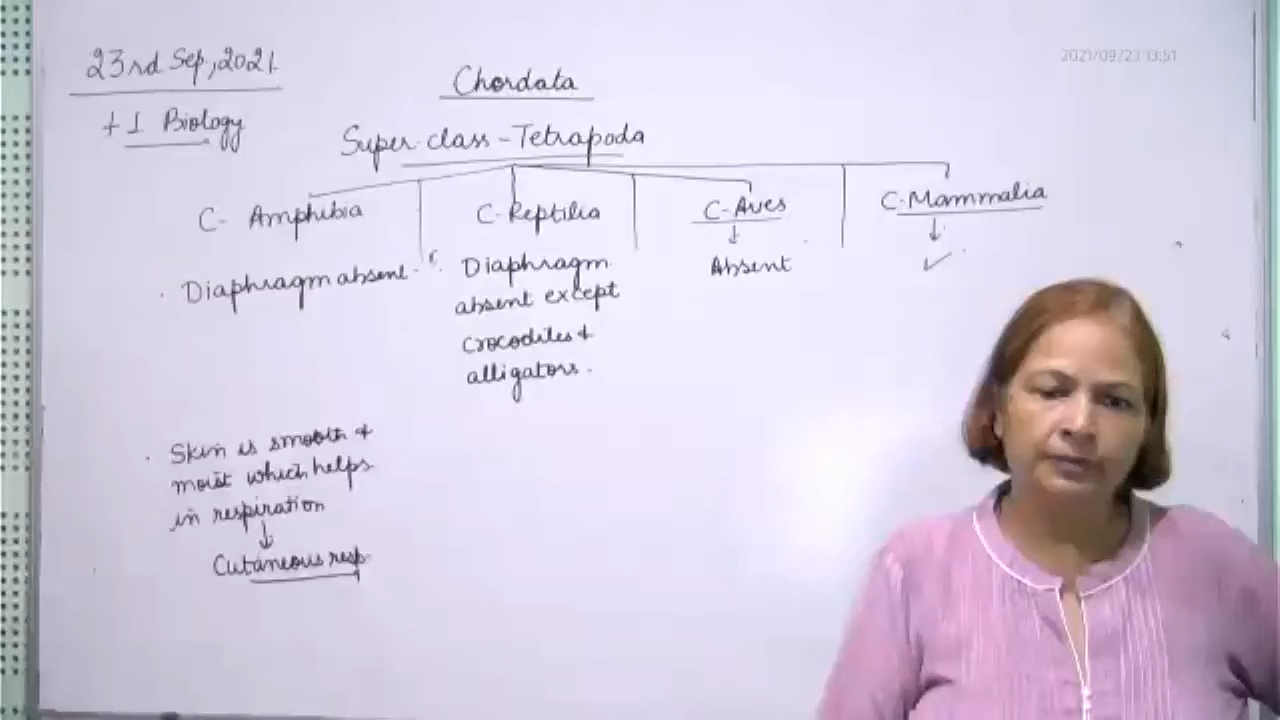 23rd Sep, 2021.
+1 Biology
2021/09/23 13:51
Chordata
Super class - Tetrapoda
C- Amphibia
C- Reptilia
C- Aves
C- Mammalia
· Diaphragm absent.
Diaphragm
absent except
crocodiles &
alligators.
↓
Absent
↓
✓
· Skin is smooth &
moist which helps
in respiration
↓
Cutaneous resp.